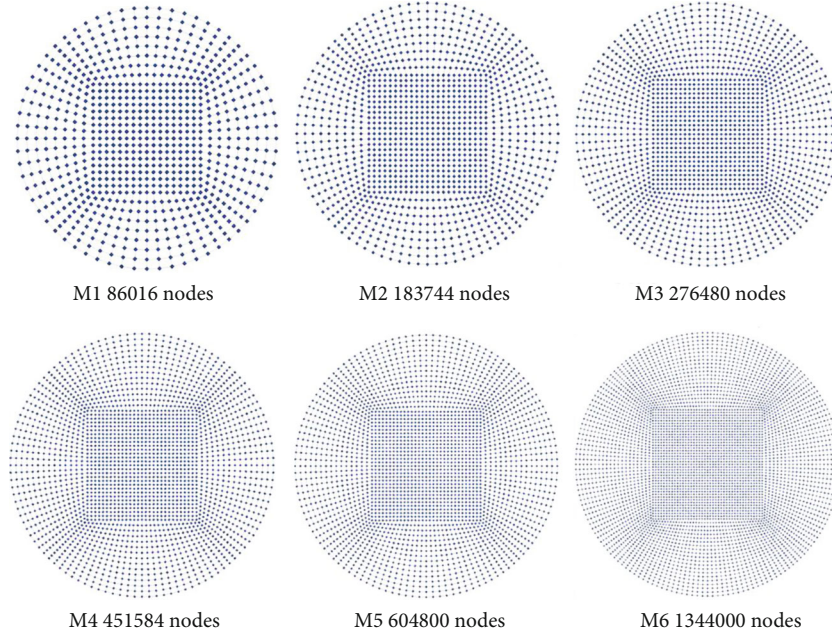 M1 86016 nodes
M2 183744 nodes
M3 276480 nodes
M4 451584 nodes
M5 604800 nodes
M6 1344000 nodes